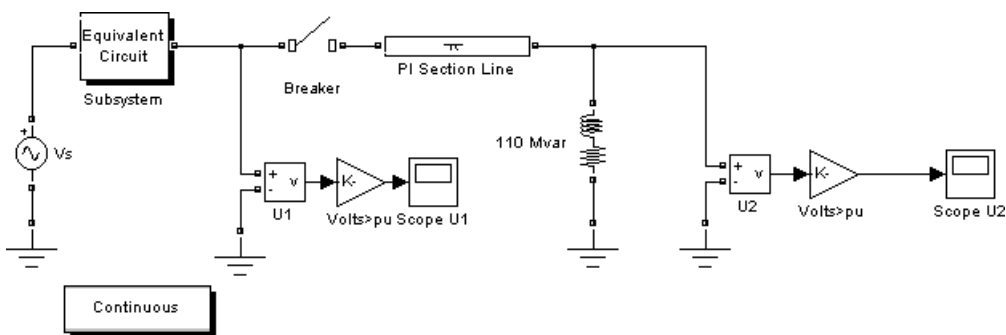 Equivalent
Circuit
Subsystem
Breaker
PI Section Line
110 Mvar
+
Vs
+
-
v
U1
K-
Volts>pu
Scope U1
+
-
v
U2
K-
Volts>pu
Scope U2
Continuous